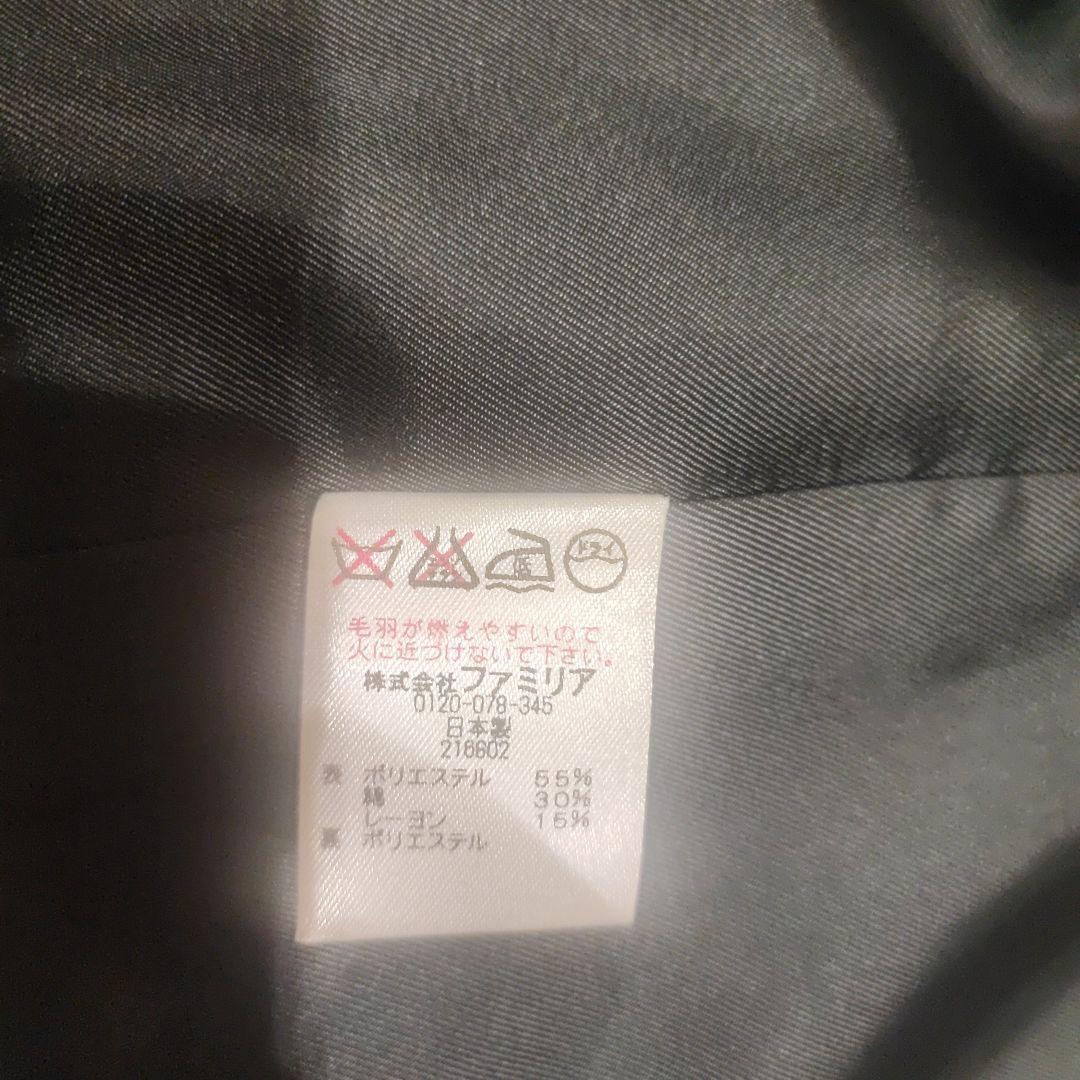 ドライ
低
毛羽が燃えやすいので
火に近づけないで下さい。
株式会社ファミリア
0120-078-345
日本製
216602
表 ポリエステル 55%
綿 30%
レーヨン 15%
裏 ポリエステル